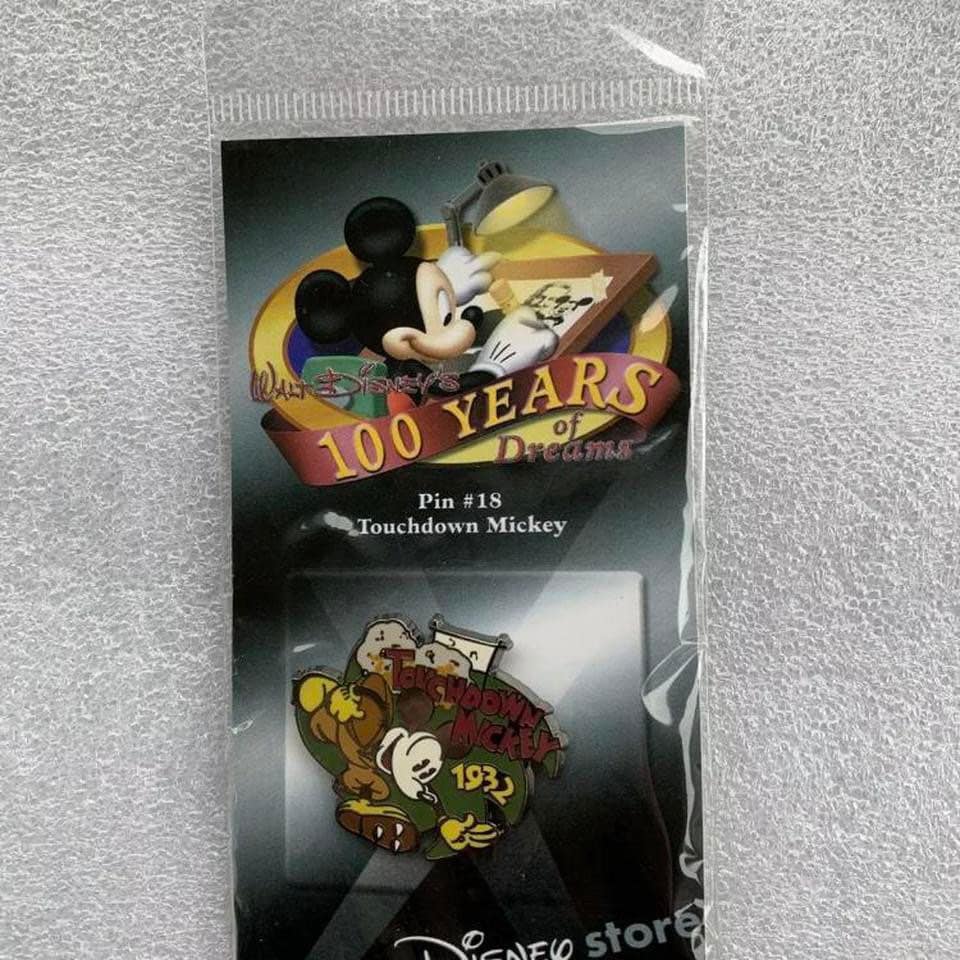 WALT DISNEY'S
100 YEARS
of
Dreams
Pin #18
Touchdown Mickey
TOUCHDOWN
MICKEY
1932
DISNEY store